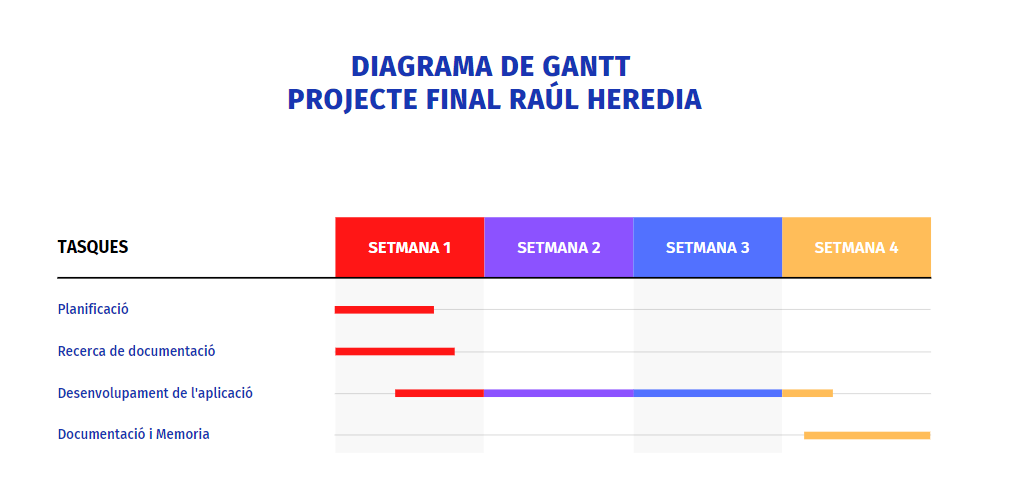 DIAGRAMA DE GANTT
PROJECTE FINAL RAÚL HEREDIA
TASQUES
SETMANA 1
SETMANA 2
SETMANA 3
SETMANA 4
Planificació
Recerca de documentació
Desenvolupament de l'aplicació
Documentació i Memoria